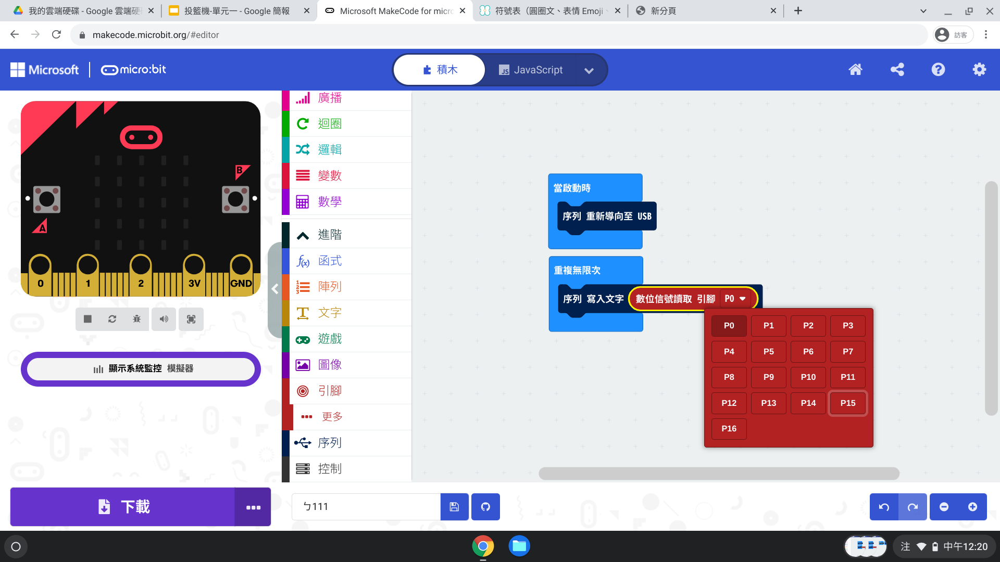 我的雲端硬碟 - Google 雲端硬
投籃機-單元一 - Google 簡報
Microsoft MakeCode for micro
符號表（圓圈文、表情 Emoji、
新分頁
makecode.microbit.org/#editor
訪客
Microsoft
micro:bit
積木
JavaScript
廣播
迴圈
邏輯
變數
數學
進階
函式
陣列
文字
遊戲
圖像
引腳
更多
序列
控制
B
A
0
1
2
3V
GND
顯示系統監控 模擬器
當啟動時
序列 重新導向至 USB
重複無限次
序列 寫入文字 數位信號讀取 引腳 P0
P0 P1 P2 P3
P4 P5 P6 P7
P8 P9 P10 P11
P12 P13 P14 P15
P16
下載
ㄅ111
注 中午12:20